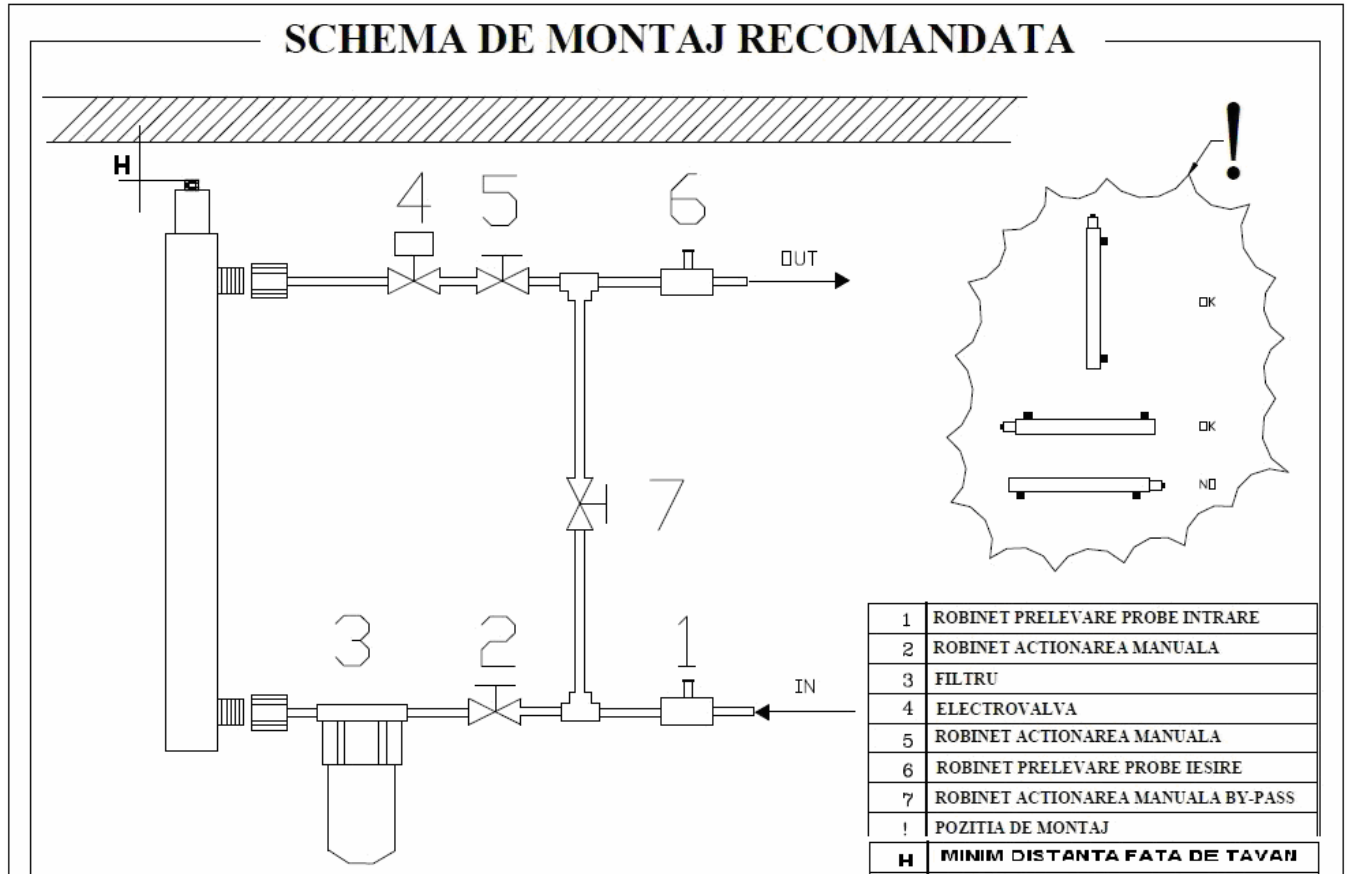 SCHEMA DE MONTAJ RECOMANDATA
H
4 5 6
!
OUT
OK
OK
NO
7
3 2 1
IN
1 ROBINET PRELEVARE PROBE INTRARE
2 ROBINET ACTIONAREA MANUALA
3 FILTRU
4 ELECTROVALVA
5 ROBINET ACTIONAREA MANUALA
6 ROBINET PRELEVARE PROBE IESIRE
7 ROBINET ACTIONAREA MANUALA BY-PASS
! POZITIA DE MONTAJ
H MINIM DISTANTA FATA DE TAVAN